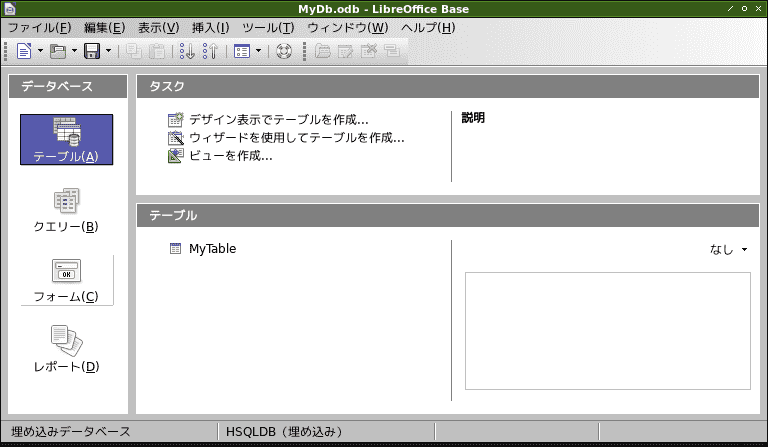 MyDb.odb - LibreOffice Base
ファイル(F) 編集(E) 表示(V) 挿入(I) ツール(T) ウィンドウ(W) ヘルプ(H)
データベース
テーブル(A)
クエリー(B)
OK
フォーム(C)
レポート(D)
タスク
デザイン表示でテーブルを作成...
ウィザードを使用してテーブルを作成...
ビューを作成...
説明
テーブル
MyTable
なし
埋め込みデータベース HSQLDB（埋め込み）